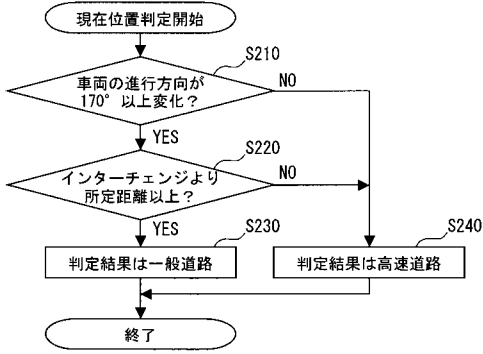 現在位置判定開始
S210
車両の進行方向が
170°以上変化？
NO
YES
S220
インターチェンジより
所定距離以上？
NO
YES
S230
判定結果は一般道路
S240
判定結果は高速道路
終了